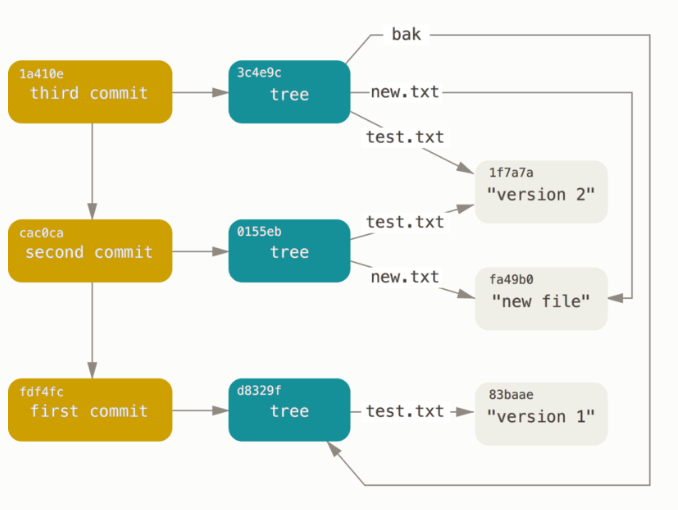 bak
1a410e
third commit
3c4e9c
tree
new.txt
test.txt
1f7a7a
"version 2"
cac0ca
second commit
0155eb
tree
test.txt
new.txt
fa49b0
"new file"
fdf4fc
first commit
d8329f
tree
test.txt
83baae
"version 1"